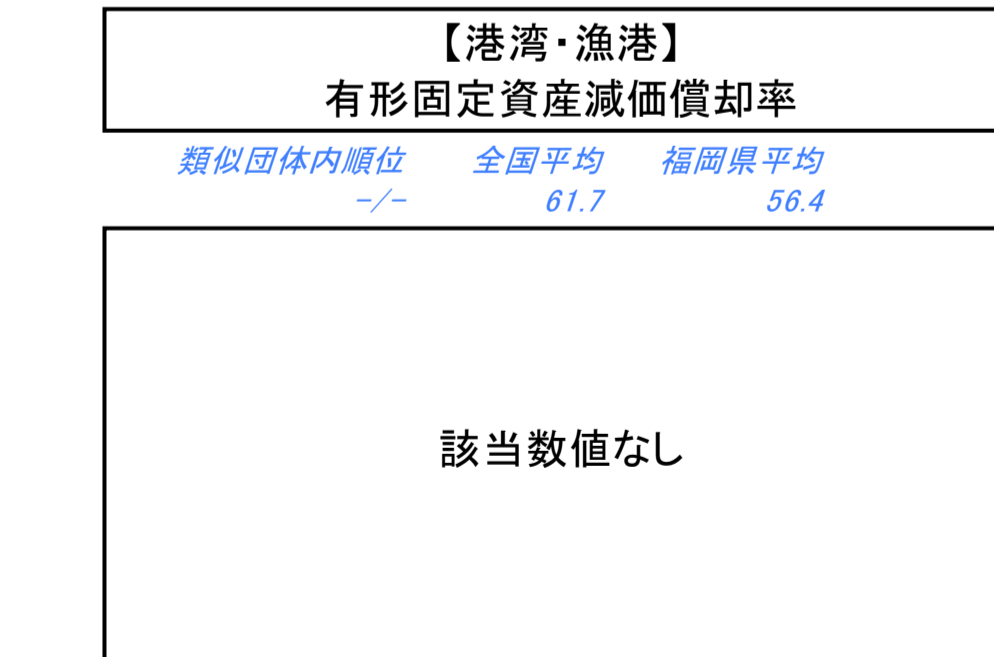 【港湾・漁港】
有形固定資産減価償却率
類似団体内順位 全国平均 福岡県平均
-/- 61.7 56.4
該当数値なし